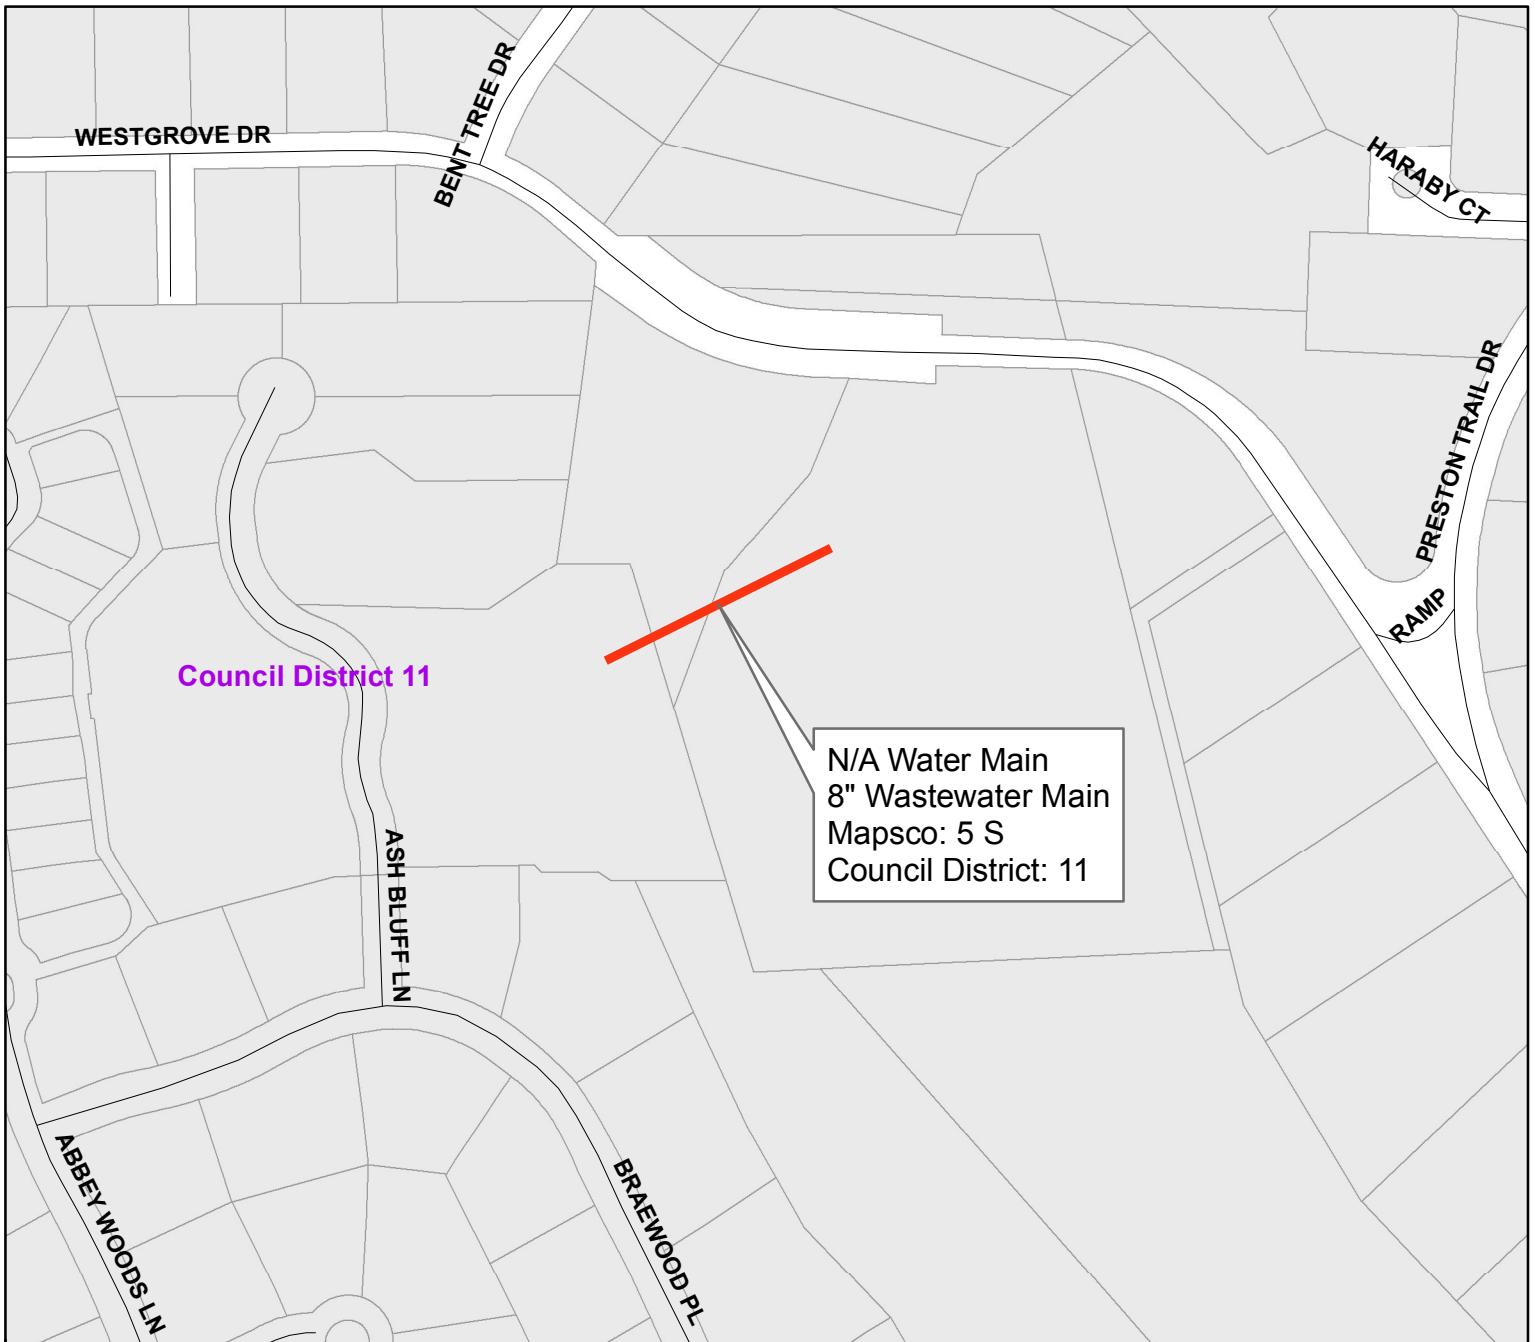 WESTGROVE DR
BENT TREE DR
HARABY CT
PRESTON TRAIL DR
RAMP
Council District 11
N/A Water Main
8" Wastewater Main
Mapsco: 5 S
Council District: 11
ASH BLUFF LN
ABBEY WOODS LN
BRAEWOOD PL